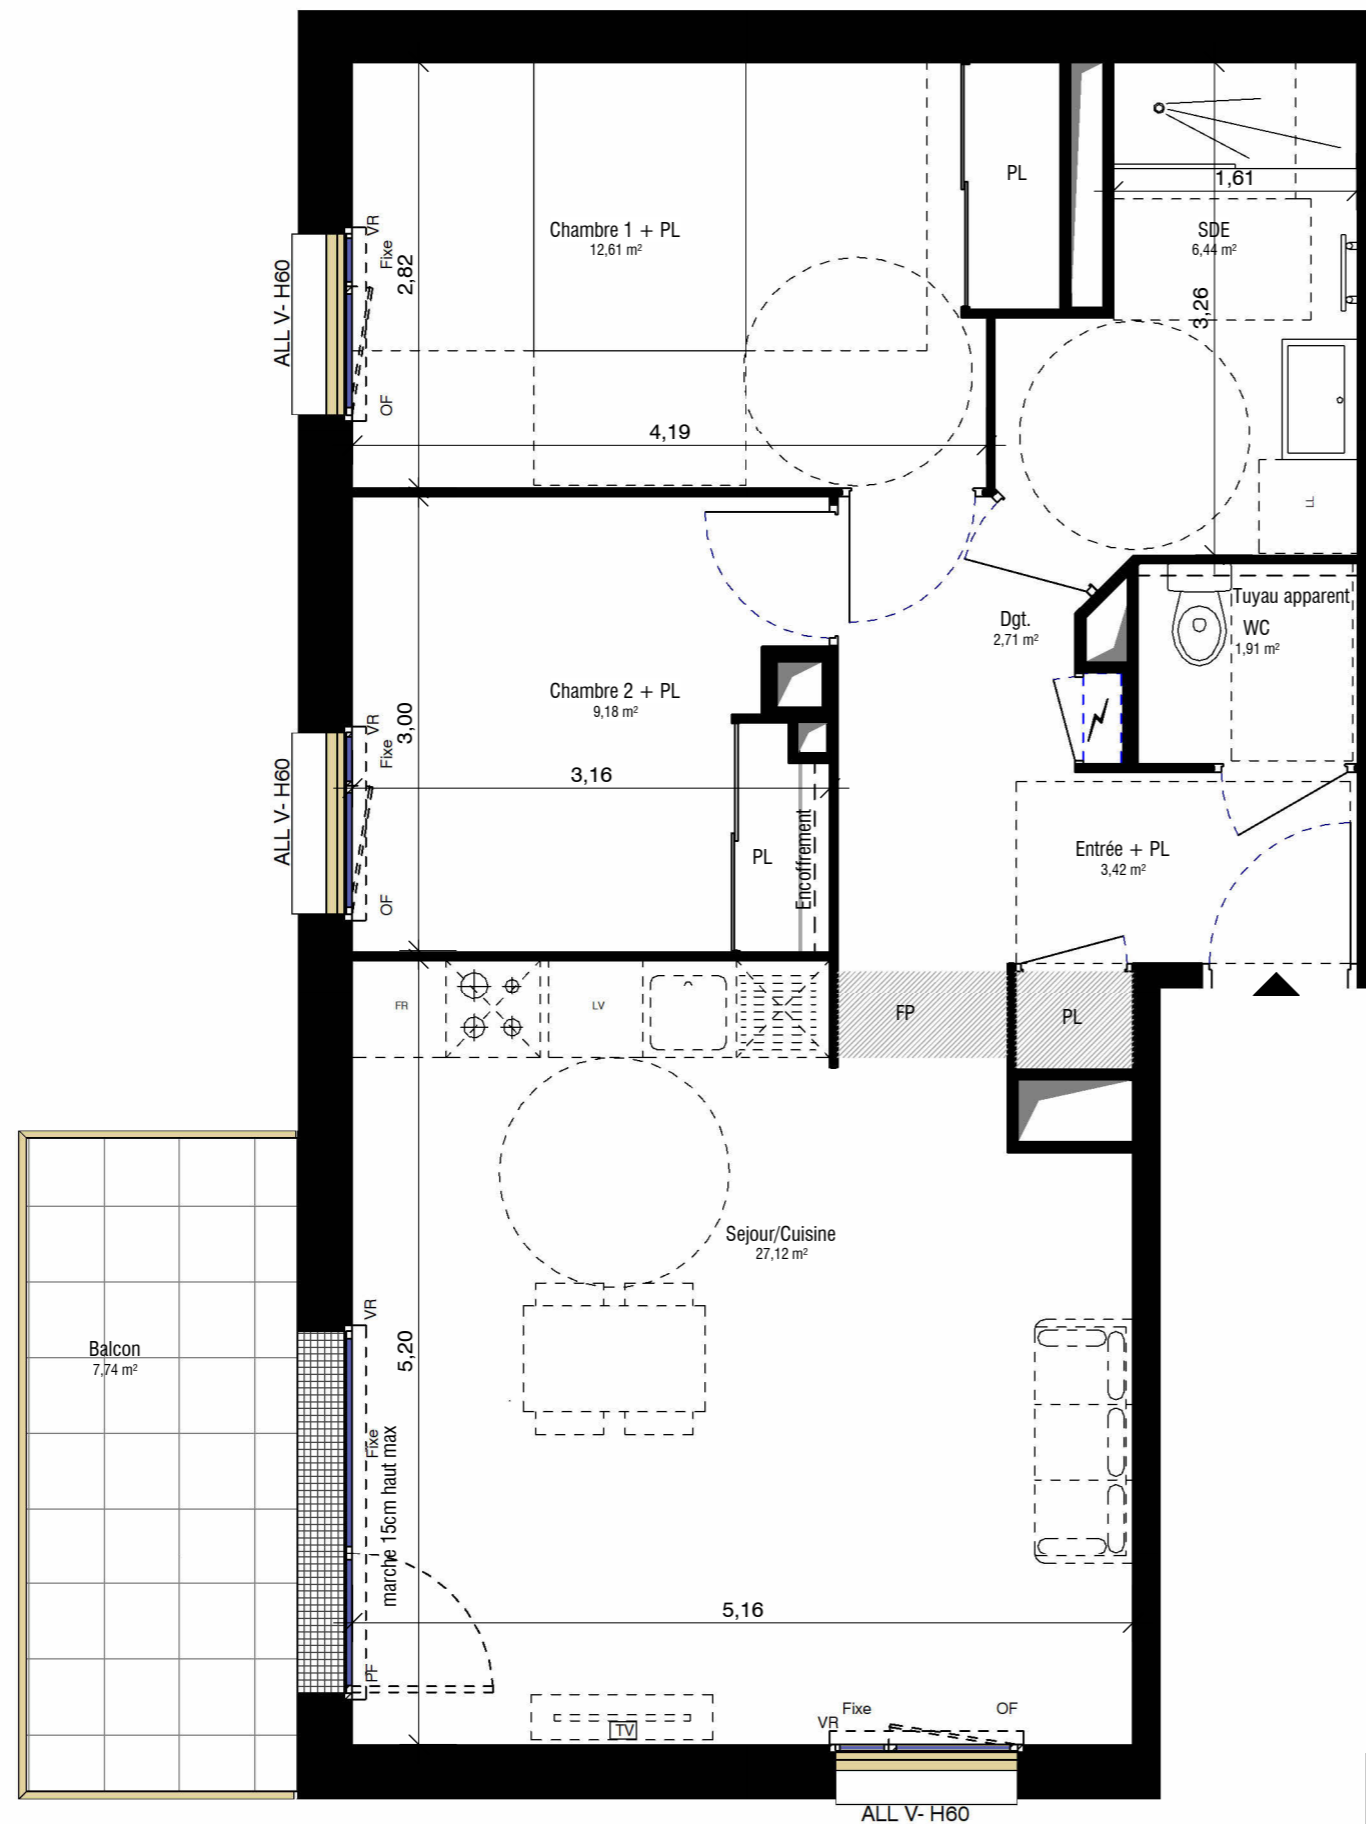 PL
1,61
Chambre 1 + PL
12,61 m²
SDE
6,44 m²
VR
Fixe
2,82
ALL V- H60
OF
3,26
4,19
LL
Tuyau apparent
WC
1,91 m²
Dgt.
2,71 m²
Chambre 2 + PL
9,18 m²
VR
Fixe
3,00
ALL V- H60
OF
3,16
PL
Encoffrement
Entrée + PL
3,42 m²
FR
LV
FP
PL
Sejour/Cuisine
27,12 m²
Balcon
7,74 m²
VR
5,20
Fixe
marche 15cm haut max
PF
5,16
TV
VR
Fixe
OF
ALL V- H60